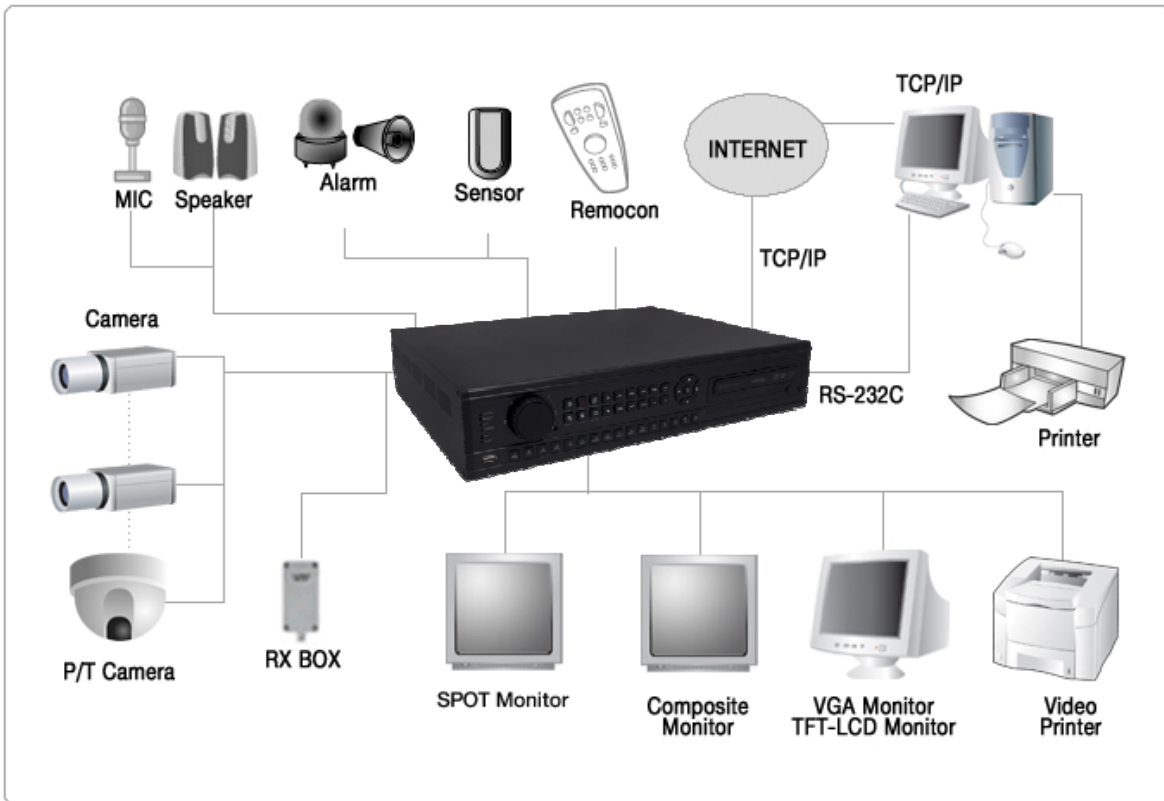 TCP/IP
INTERNET
MIC
Speaker
Alarm
Sensor
Remocon
TCP/IP
Camera
RS-232C
Printer
P/T Camera
RX BOX
SPOT Monitor
Composite
Monitor
VGA Monitor
TFT-LCD Monitor
Video
Printer